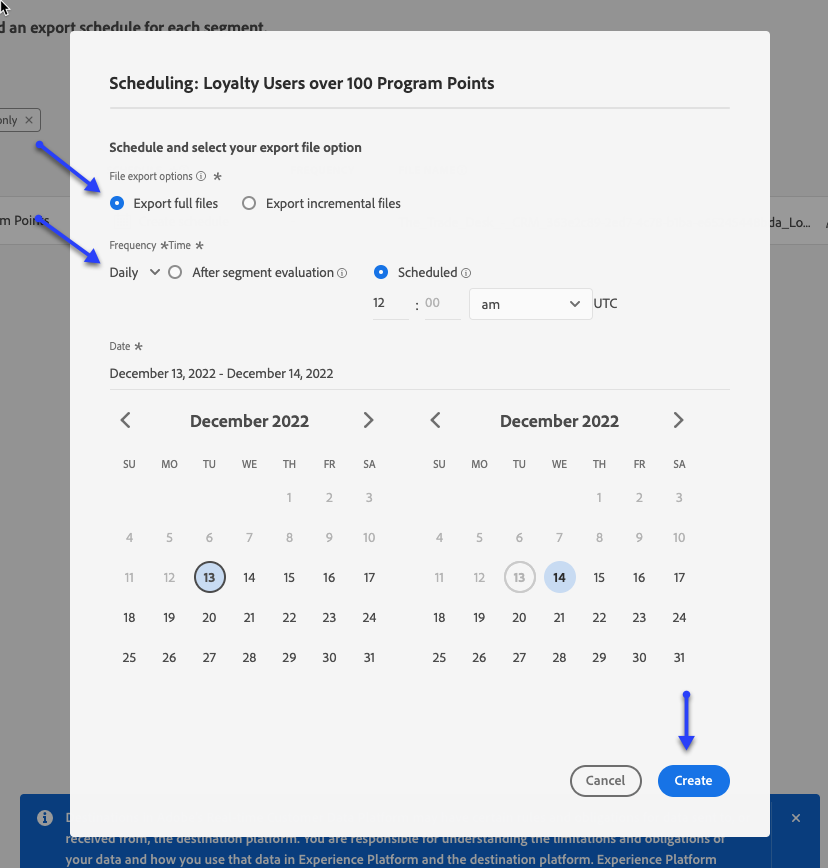 d an export schedule for each segment.
Scheduling: Loyalty Users over 100 Program Points
only ×
Schedule and select your export file option
File export options *
Export full files Export incremental files
m Points
da_Lo...
Frequency *Time *
Daily After segment evaluation Scheduled
12 : 00 am UTC
Date *
December 13, 2022 - December 14, 2022
December 2022 December 2022
SU MO TU WE TH FR SA SU MO TU WE TH FR SA
1 2 3 1 2 3
4 5 6 7 8 9 10 4 5 6 7 8 9 10
11 12 13 14 15 16 17 11 12 13 14 15 16 17
18 19 20 21 22 23 24 18 19 20 21 22 23 24
25 26 27 28 29 30 31 25 26 27 28 29 30 31
Cancel Create
received from, the destination platform. You are responsible for understanding the limitations and obligations of
your data and how you use that data in Experience Platform and the destination platform. Experience Platform